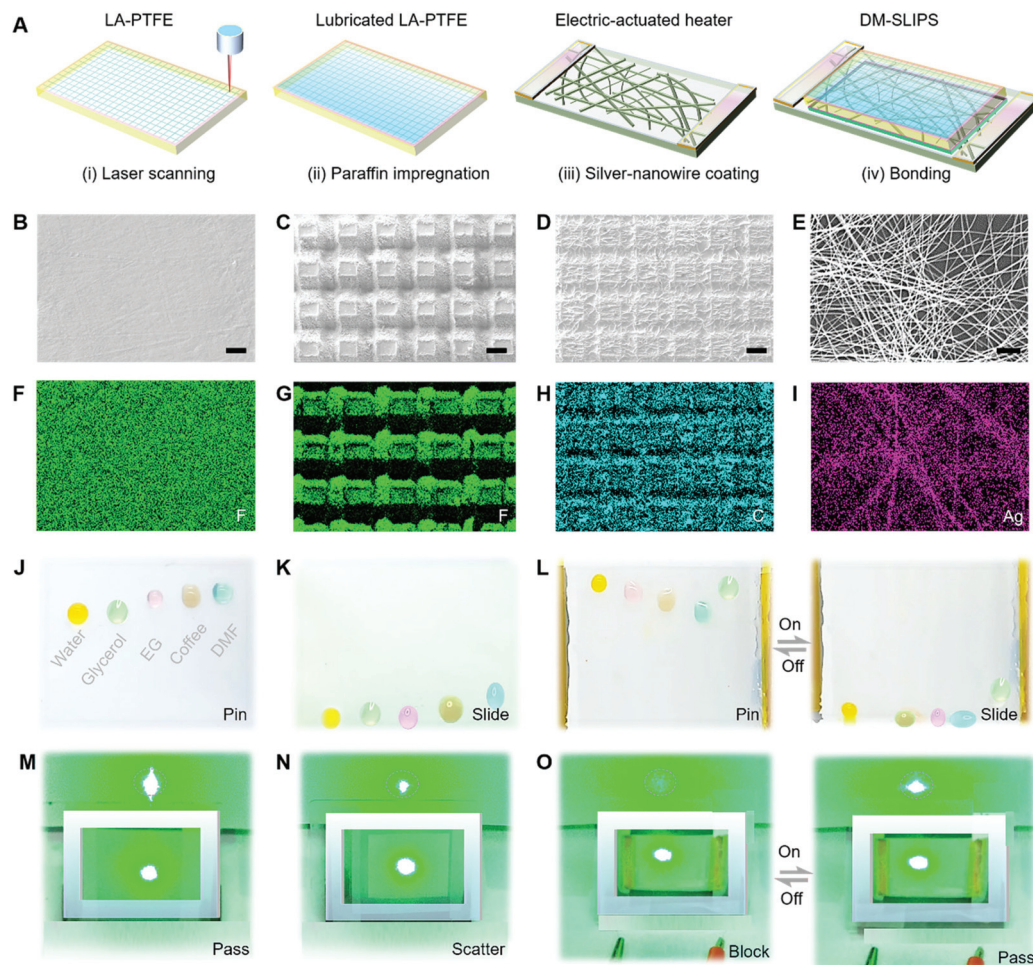 A
LA-PTFE
Lubricated LA-PTFE
Electric-actuated heater
DM-SLIPS
(i) Laser scanning
(ii) Paraffin impregnation
(iii) Silver-nanowire coating
(iv) Bonding
B
C
D
E
F
F
G
F
H
C
I
Ag
J
Water
Glycerol
EG
Coffee
DMF
Pin
K
Slide
L
Pin
On
Off
Slide
M
Pass
N
Scatter
O
Block
On
Off
Pass